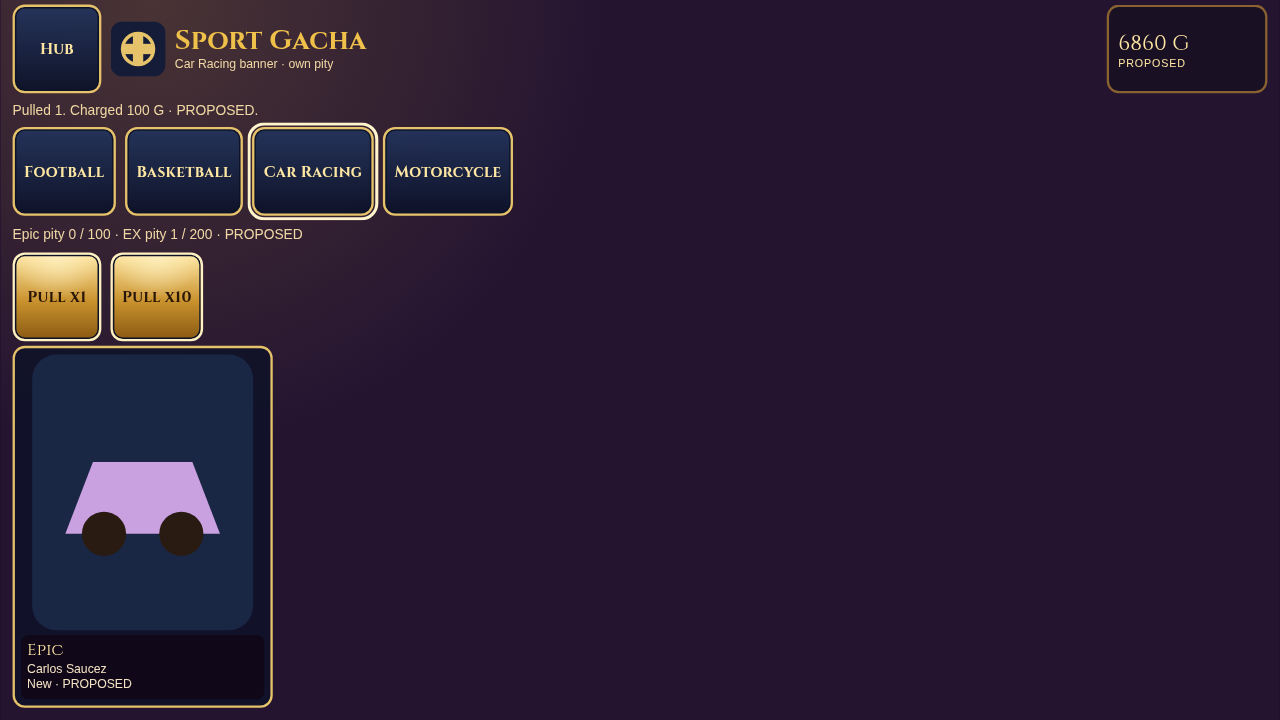 Hub
Sport Gacha
Car Racing banner · own pity
6860 G
PROPOSED
Pulled 1. Charged 100 G · PROPOSED.
Football
Basketball
Car Racing
Motorcycle
Epic pity 0 / 100 · EX pity 1 / 200 · PROPOSED
Pull x1
Pull x10
Epic
Carlos Saucez
New · PROPOSED